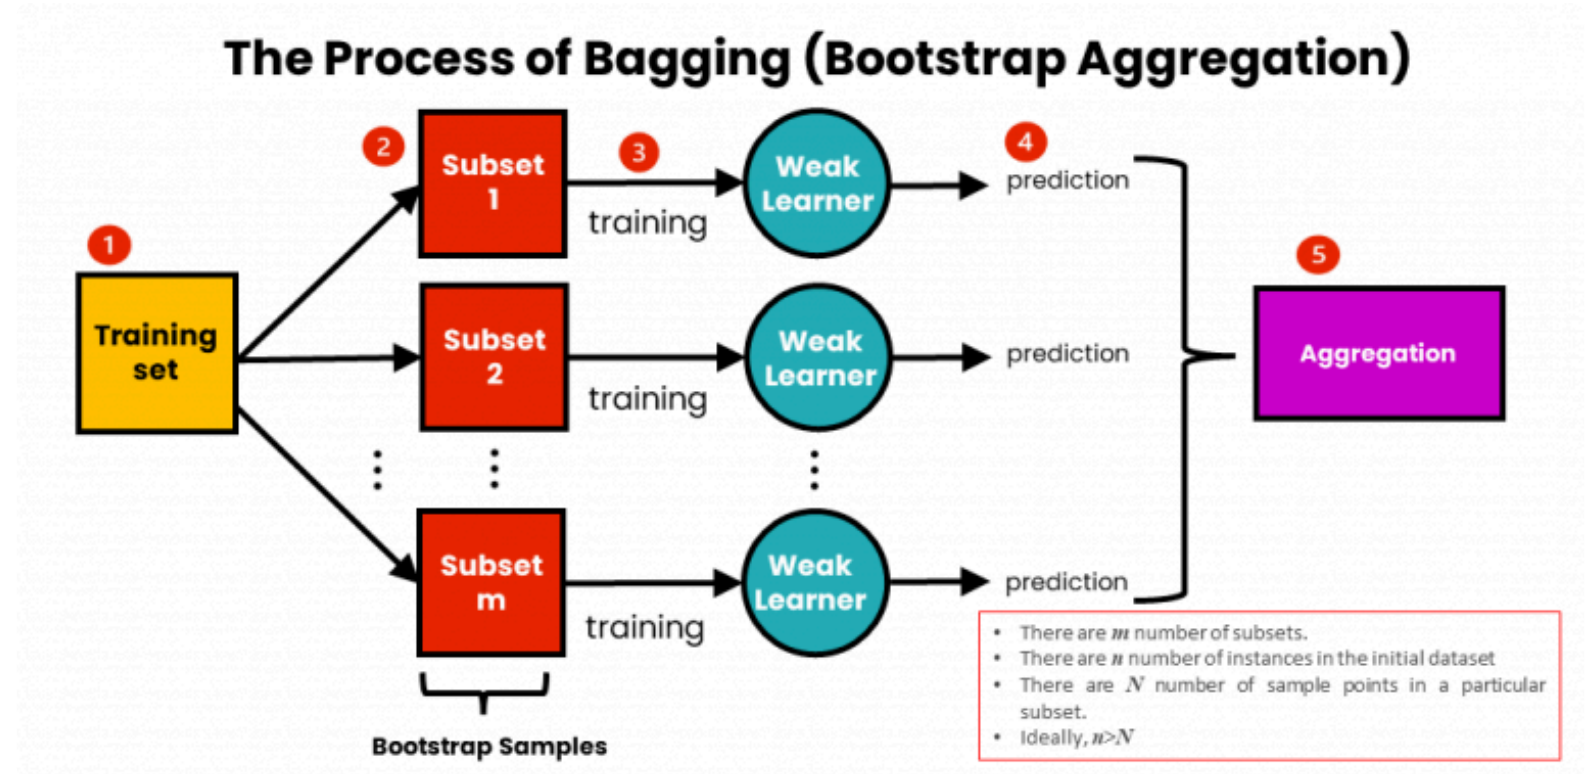 The Process of Bagging (Bootstrap Aggregation)
1
Training
set
2
Subset
1
3
training
Weak
Learner
4
prediction
Subset
2
training
Weak
Learner
prediction
Subset
m
training
Weak
Learner
prediction
5
Aggregation
Bootstrap Samples
• There are m number of subsets.
• There are n number of instances in the initial dataset
• There are N number of sample points in a particular
subset.
• Ideally, n>N